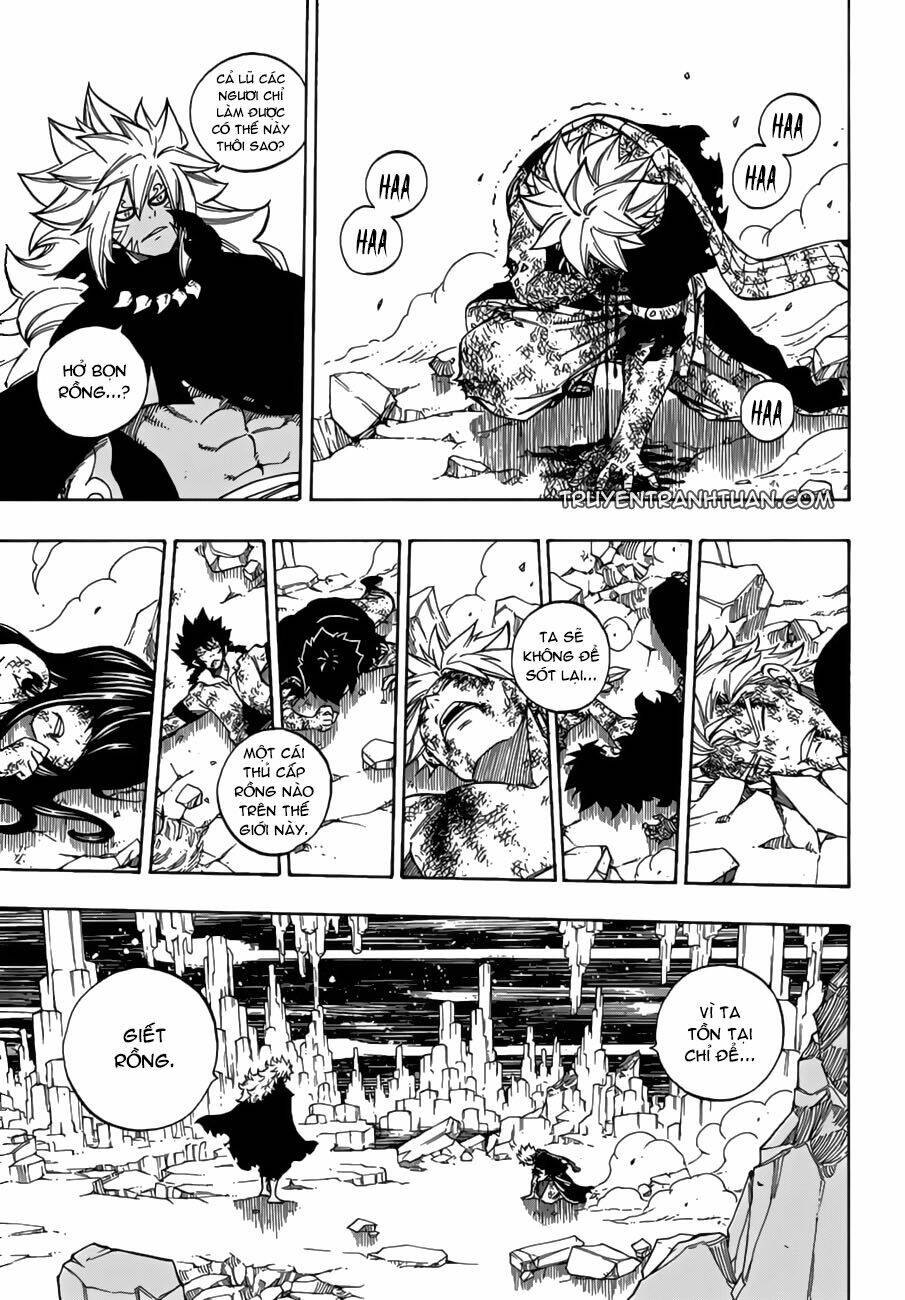 HAA
HAA
HAA
HAA
HAA
CẢ LŨ CÁC
NGƯƠI CHỈ
LÀM ĐƯỢC
CÓ THẾ NÀY
THÔI SAO?
HỞ BỌN
RỒNG...?
TRUYENTRANHTUAN.COM
TA SẼ
KHÔNG ĐỂ
SÓT LẠI...
MỘT CÁI
THỦ CẤP
RỒNG NÀO
TRÊN THẾ
GIỚI NÀY.
VÌ TA
TỒN TẠI
CHỈ ĐỂ...
GIẾT
RỒNG.